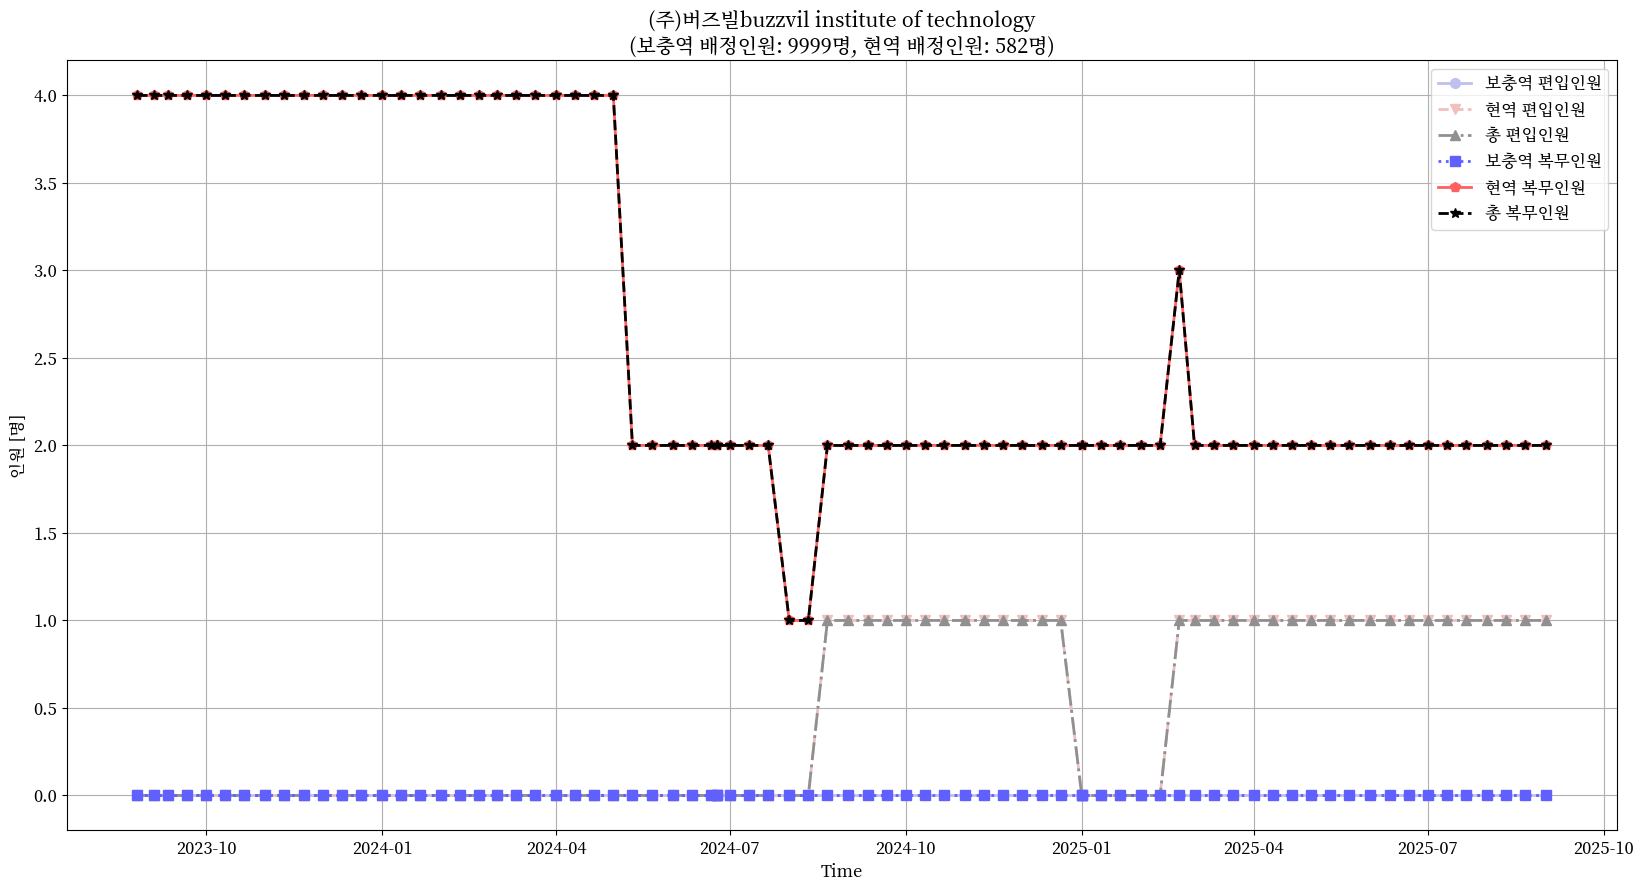 (주)버즈빌buzzvil institute of technology
(보충역 배정인원: 9999명, 현역 배정인원: 582명)
보충역 편입인원
현역 편입인원
총 편입인원
보충역 복무인원
현역 복무인원
총 복무인원
인원 [명]
4.0
3.5
3.0
2.5
2.0
1.5
1.0
0.5
0.0
2023-10
2024-01
2024-04
2024-07
2024-10
2025-01
2025-04
2025-07
2025-10
Time